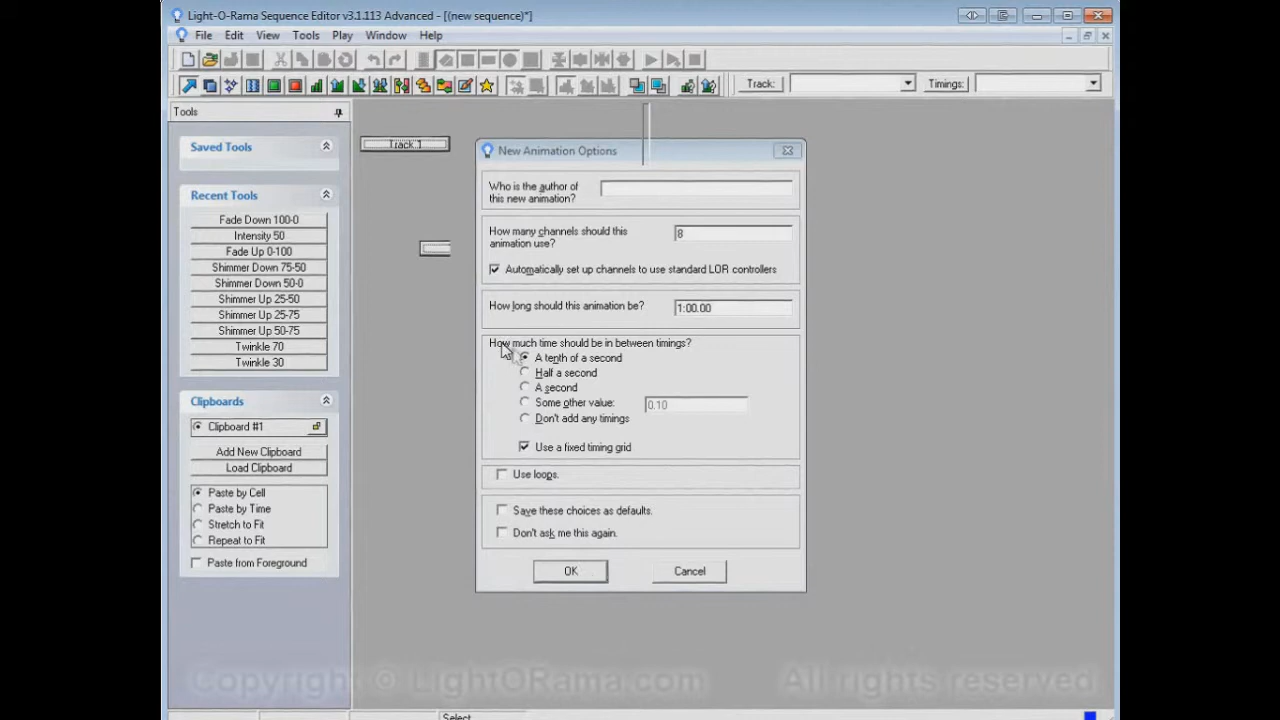 Light-O-Rama Sequence Editor v3.1.113 Advanced - [(new sequence)*]
File Edit View Tools Play Window Help
Track: Timings:
Tools
Saved Tools
Recent Tools
Fade Down 100-0
Intensity 50
Fade Up 0-100
Shimmer Down 75-50
Shimmer Down 50-0
Shimmer Up 25-50
Shimmer Up 25-75
Shimmer Up 50-75
Twinkle 70
Twinkle 30
Clipboards
Clipboard #1
Add New Clipboard
Load Clipboard
Paste by Cell
Paste by Time
Stretch to Fit
Repeat to Fit
Paste from Foreground
Track 1
New Animation Options
Who is the author of
this new animation?
How many channels should this
animation use?
8
Automatically set up channels to use standard LOR controllers
How long should this animation be?
1:00.00
How much time should be in between timings?
A tenth of a second
Half a second
A second
Some other value:
0.10
Don't add any timings
Use a fixed timing grid
Use loops.
Save these choices as defaults.
Don't ask me this again.
OK Cancel
Copyright © LightORama.com All rights reserved
Select